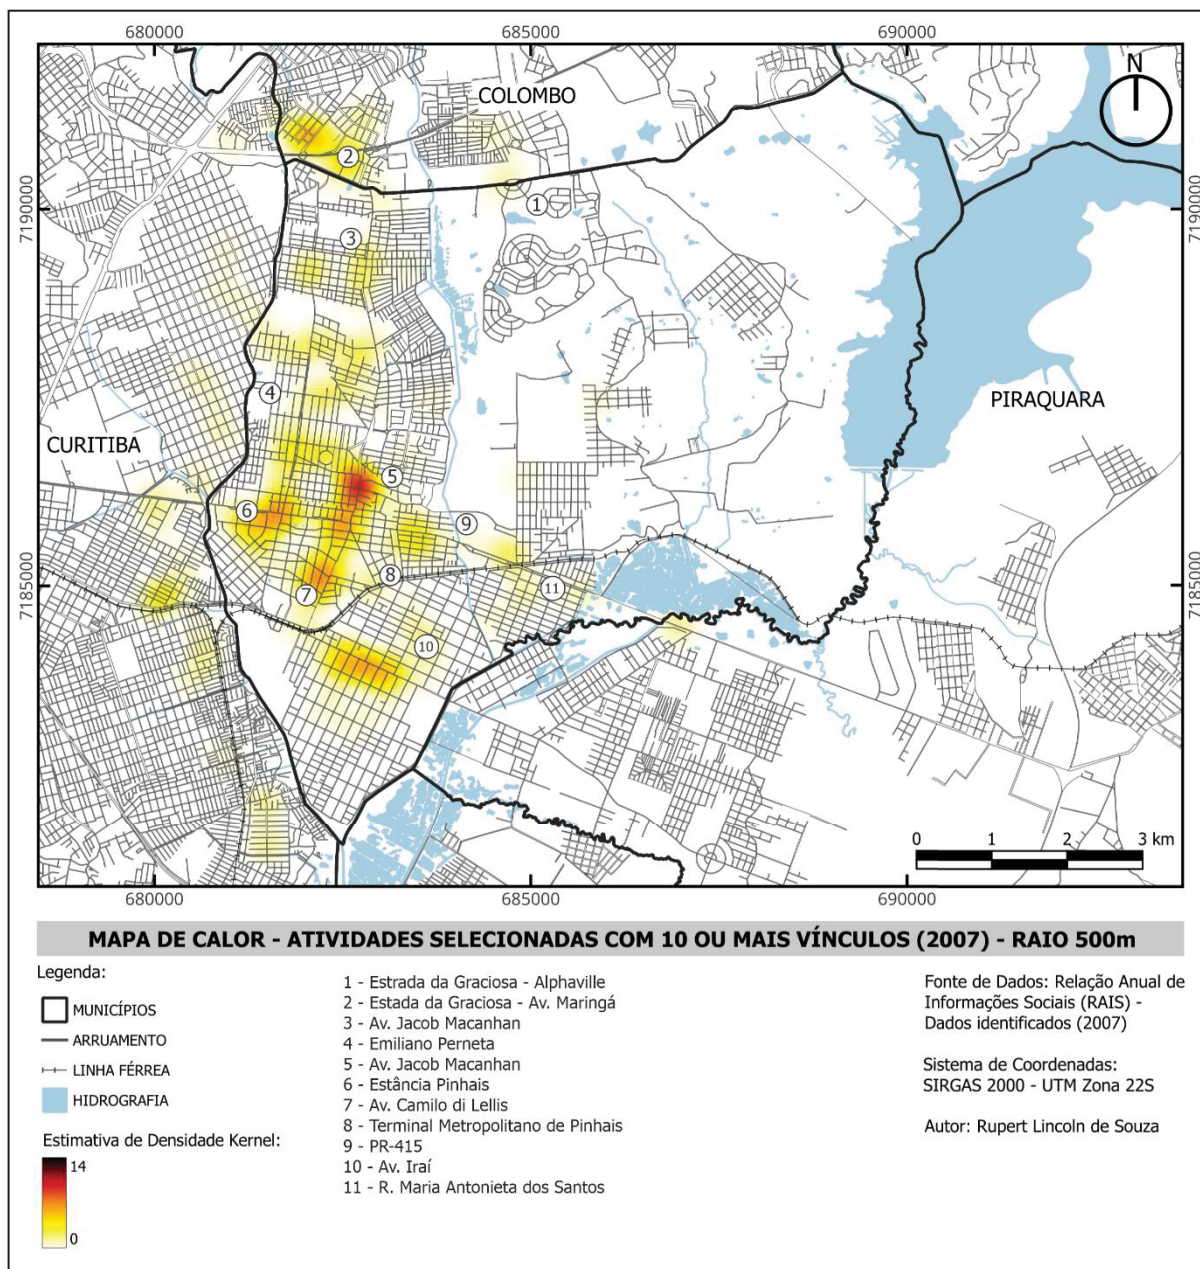 680000
685000
690000
N
COLOMBO
2
1
7190000
7190000
3
4
PIRAQUARA
CURITIBA
5
6
9
8
7
11
7185000
7185000
10
0 1 2 3 km
680000
685000
690000
MAPA DE CALOR - ATIVIDADES SELECIONADAS COM 10 OU MAIS VÍNCULOS (2007) - RAIO 500m
Legenda:
MUNICÍPIOS
ARRUAMENTO
LINHA FÉRREA
HIDROGRAFIA
Estimativa de Densidade Kernel:
14
0
1 - Estrada da Graciosa - Alphaville
2 - Estada da Graciosa - Av. Maringá
3 - Av. Jacob Macanhan
4 - Emiliano Perneta
5 - Av. Jacob Macanhan
6 - Estância Pinhais
7 - Av. Camilo di Lellis
8 - Terminal Metropolitano de Pinhais
9 - PR-415
10 - Av. Iraí
11 - R. Maria Antonieta dos Santos
Fonte de Dados: Relação Anual de
Informações Sociais (RAIS) -
Dados identificados (2007)
Sistema de Coordenadas:
SIRGAS 2000 - UTM Zona 22S
Autor: Rupert Lincoln de Souza